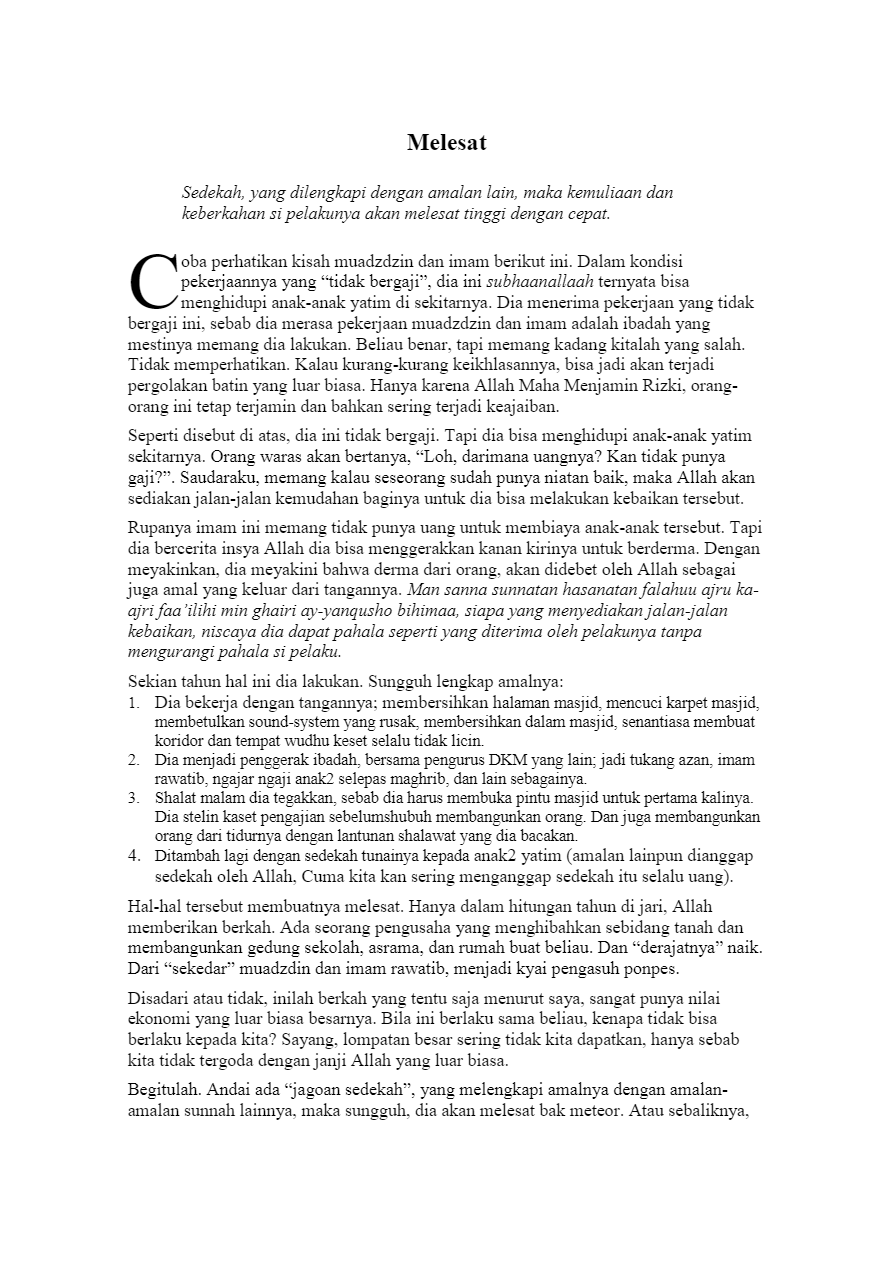 Melesat
Sedekah, yang dilengkapi dengan amalan lain, maka kemuliaan dan
keberkahan si pelakunya akan melesat tinggi dengan cepat.
Coba perhatikan kisah muadzdzin dan imam berikut ini. Dalam kondisi
pekerjaannya yang “tidak bergaji”, dia ini subhaanallaah ternyata bisa
menghidupi anak-anak yatim di sekitarnya. Dia menerima pekerjaan yang tidak
bergaji ini, sebab dia merasa pekerjaan muadzdzin dan imam adalah ibadah yang
mestinya memang dia lakukan. Beliau benar, tapi memang kadang kitalah yang salah.
Tidak memperhatikan. Kalau kurang-kurang keikhlasannya, bisa jadi akan terjadi
pergolakan batin yang luar biasa. Hanya karena Allah Maha Menjamin Rizki, orang-
orang ini tetap terjamin dan bahkan sering terjadi keajaiban.
Seperti disebut di atas, dia ini tidak bergaji. Tapi dia bisa menghidupi anak-anak yatim
sekitarnya. Orang waras akan bertanya, “Loh, darimana uangnya? Kan tidak punya
gaji?”. Saudaraku, memang kalau seseorang sudah punya niatan baik, maka Allah akan
sediakan jalan-jalan kemudahan baginya untuk dia bisa melakukan kebaikan tersebut.
Rupanya imam ini memang tidak punya uang untuk membiaya anak-anak tersebut. Tapi
dia bercerita insya Allah dia bisa menggerakkan kanan kirinya untuk berderma. Dengan
meyakinkan, dia meyakini bahwa derma dari orang, akan didebet oleh Allah sebagai
juga amal yang keluar dari tangannya. Man sanna sunnatan hasanatan falahuu ajru ka-
ajri faa’ilihi min ghairi ay-yanqusho bihimaa, siapa yang menyediakan jalan-jalan
kebaikan, niscaya dia dapat pahala seperti yang diterima oleh pelakunya tanpa
mengurangi pahala si pelaku.
Sekian tahun hal ini dia lakukan. Sungguh lengkap amalnya:
1. Dia bekerja dengan tangannya; membersihkan halaman masjid, mencuci karpet masjid,
membetulkan sound-system yang rusak, membersihkan dalam masjid, senantiasa membuat
koridor dan tempat wudhu keset selalu tidak licin.
2. Dia menjadi penggerak ibadah, bersama pengurus DKM yang lain; jadi tukang azan, imam
rawatib, ngajar ngaji anak2 selepas maghrib, dan lain sebagainya.
3. Shalat malam dia tegakkan, sebab dia harus membuka pintu masjid untuk pertama kalinya.
Dia stelin kaset pengajian sebelumshubuh membangunkan orang. Dan juga membangunkan
orang dari tidurnya dengan lantunan shalawat yang dia bacakan.
4. Ditambah lagi dengan sedekah tunainya kepada anak2 yatim (amalan lainpun dianggap
sedekah oleh Allah, Cuma kita kan sering menganggap sedekah itu selalu uang).
Hal-hal tersebut membuatnya melesat. Hanya dalam hitungan tahun di jari, Allah
memberikan berkah. Ada seorang pengusaha yang menghibahkan sebidang tanah dan
membangunkan gedung sekolah, asrama, dan rumah buat beliau. Dan “derajatnya” naik.
Dari “sekedar” muadzdin dan imam rawatib, menjadi kyai pengasuh ponpes.
Disadari atau tidak, inilah berkah yang tentu saja menurut saya, sangat punya nilai
ekonomi yang luar biasa besarnya. Bila ini berlaku sama beliau, kenapa tidak bisa
berlaku kepada kita? Sayang, lompatan besar sering tidak kita dapatkan, hanya sebab
kita tidak tergoda dengan janji Allah yang luar biasa.
Begitulah. Andai ada “jagoan sedekah”, yang melengkapi amalnya dengan amalan-
amalan sunnah lainnya, maka sungguh, dia akan melesat bak meteor. Atau sebaliknya,